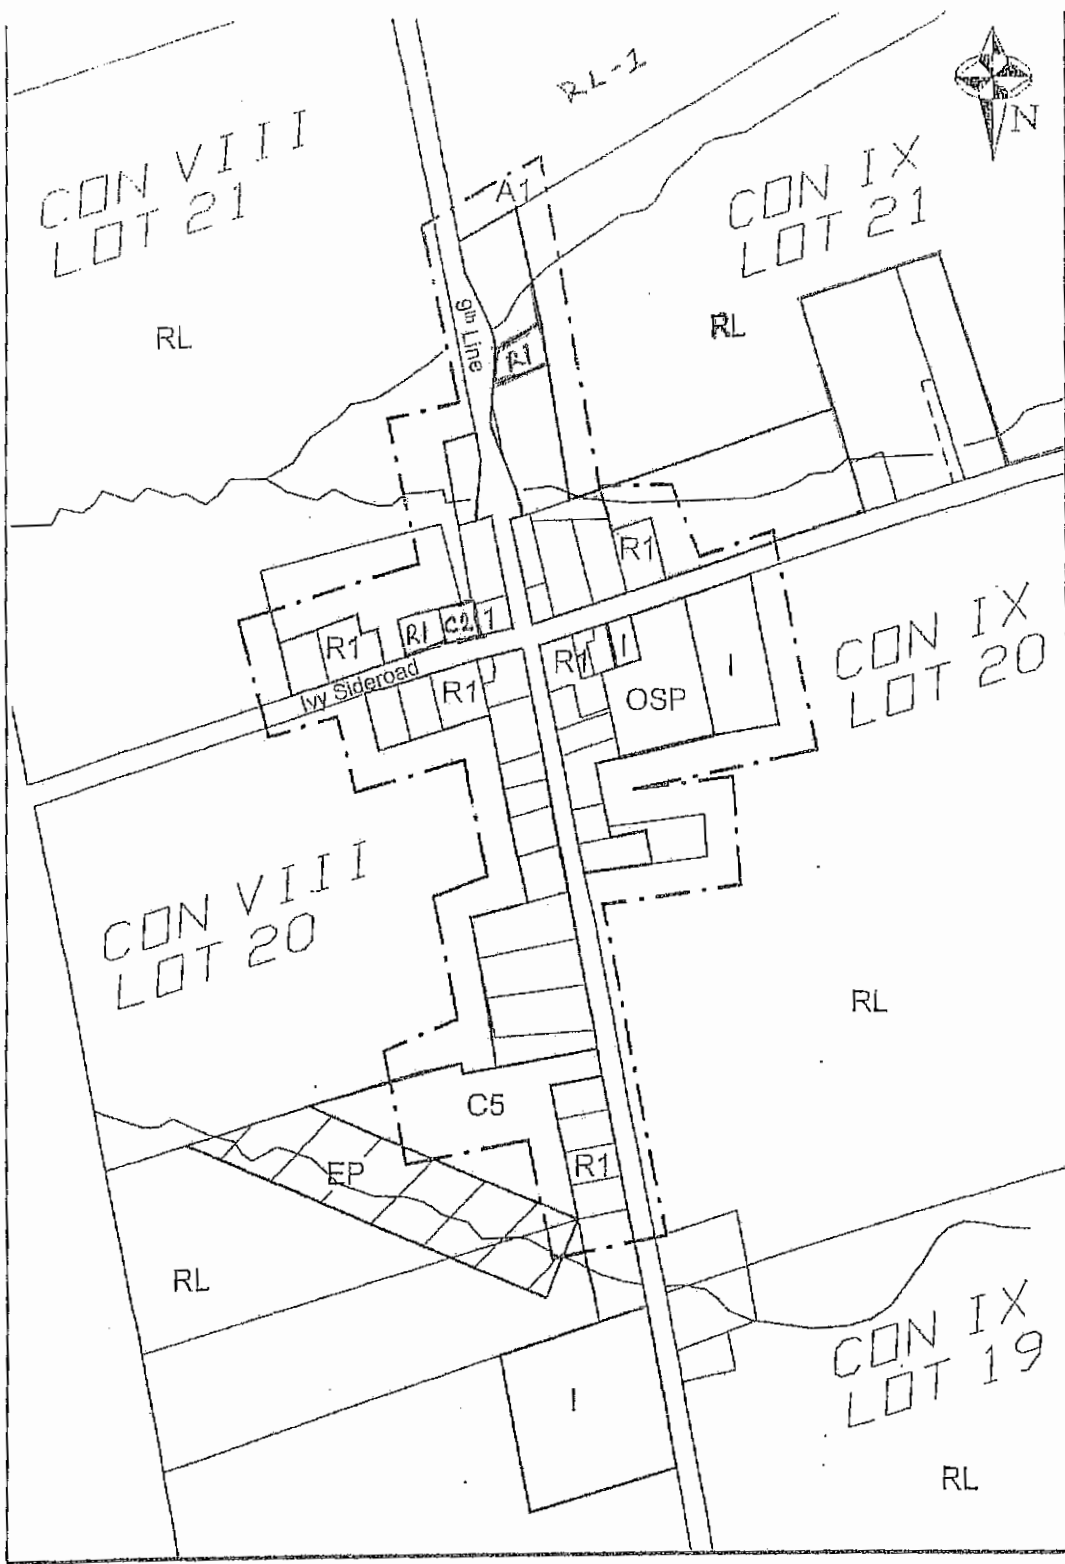 RL-1
N
CON VIII
LOT 21
CON IX
LOT 21
A1
RL
9th Line
R1
RL
R1
R1
R1
C2
1
Ivy Sideroad
R1
R1
I
I
OSP
CON IX
LOT 20
CON VIII
LOT 20
RL
C5
R1
EP
RL
CON IX
LOT 19
I
RL